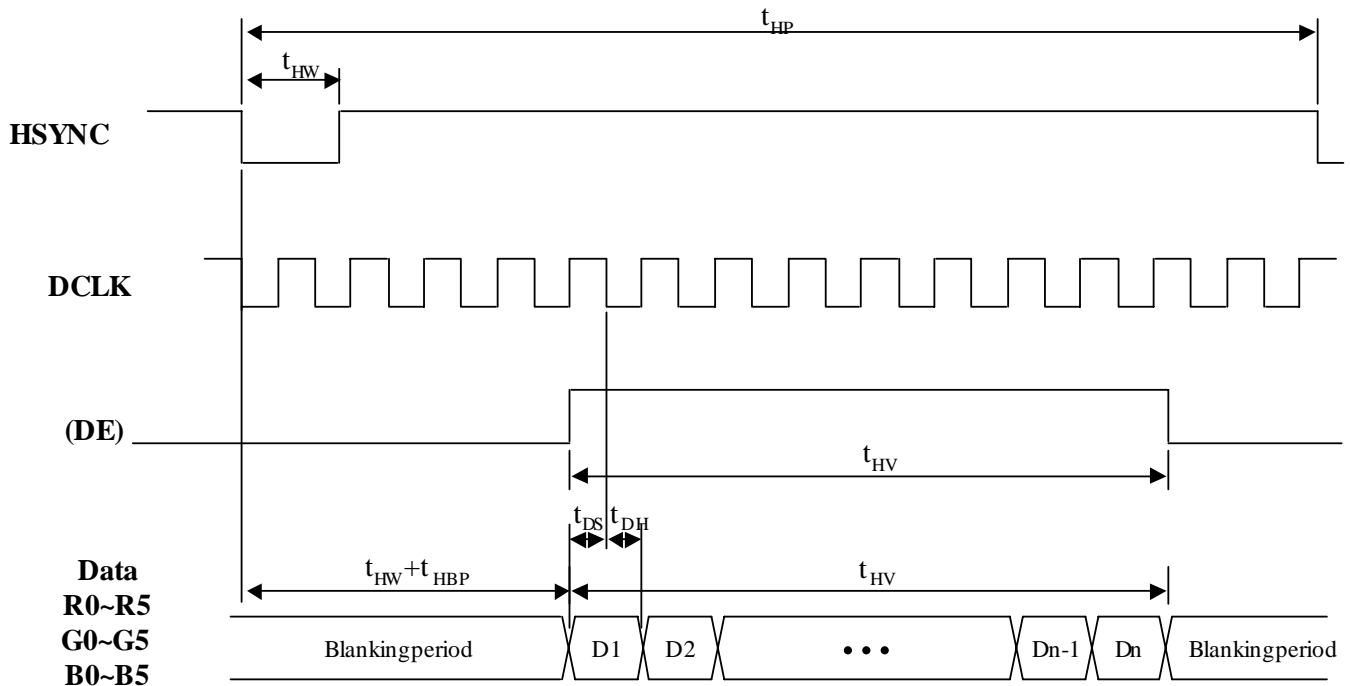 tHP
tHW
HSYNC
DCLK
(DE)
tHV
tDS tDH
tHW+tHBP tHV
Data
R0~R5
G0~G5
B0~B5
Blankingperiod D1 D2 ••• Dn-1 Dn Blankingperiod